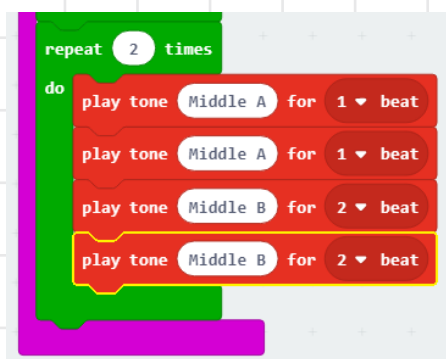 repeat 2 times
do
play tone Middle A for 1 beat
play tone Middle A for 1 beat
play tone Middle B for 2 beat
play tone Middle B for 2 beat